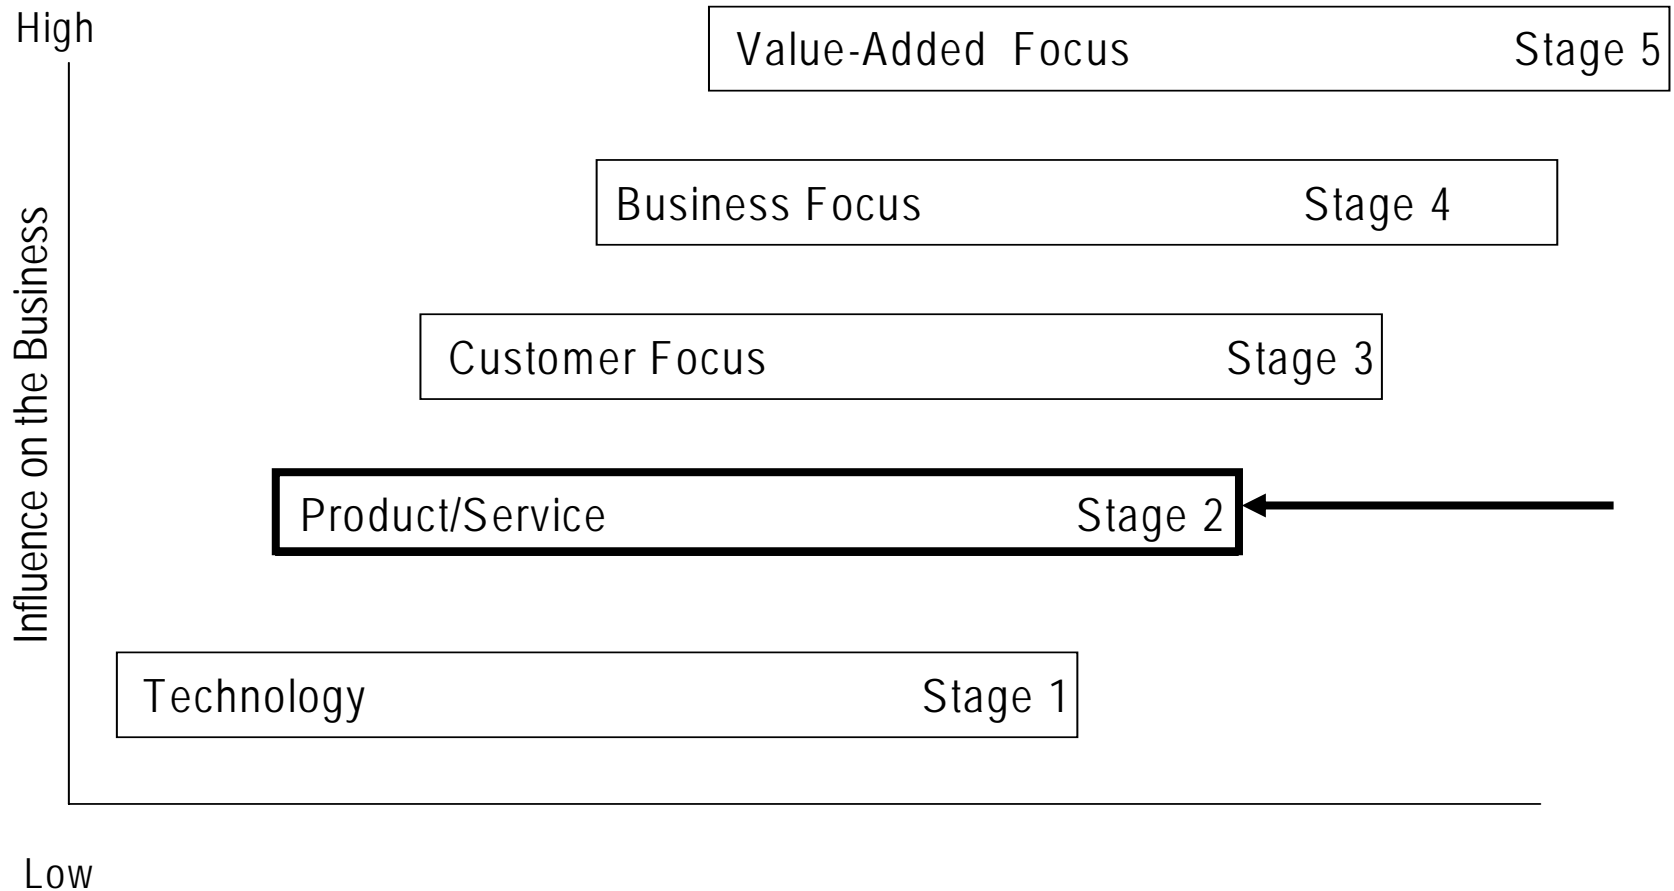 High
Value-Added Focus Stage 5
Business Focus Stage 4
Influence on the Business
Customer Focus Stage 3
Product/Service Stage 2
Technology Stage 1
Low